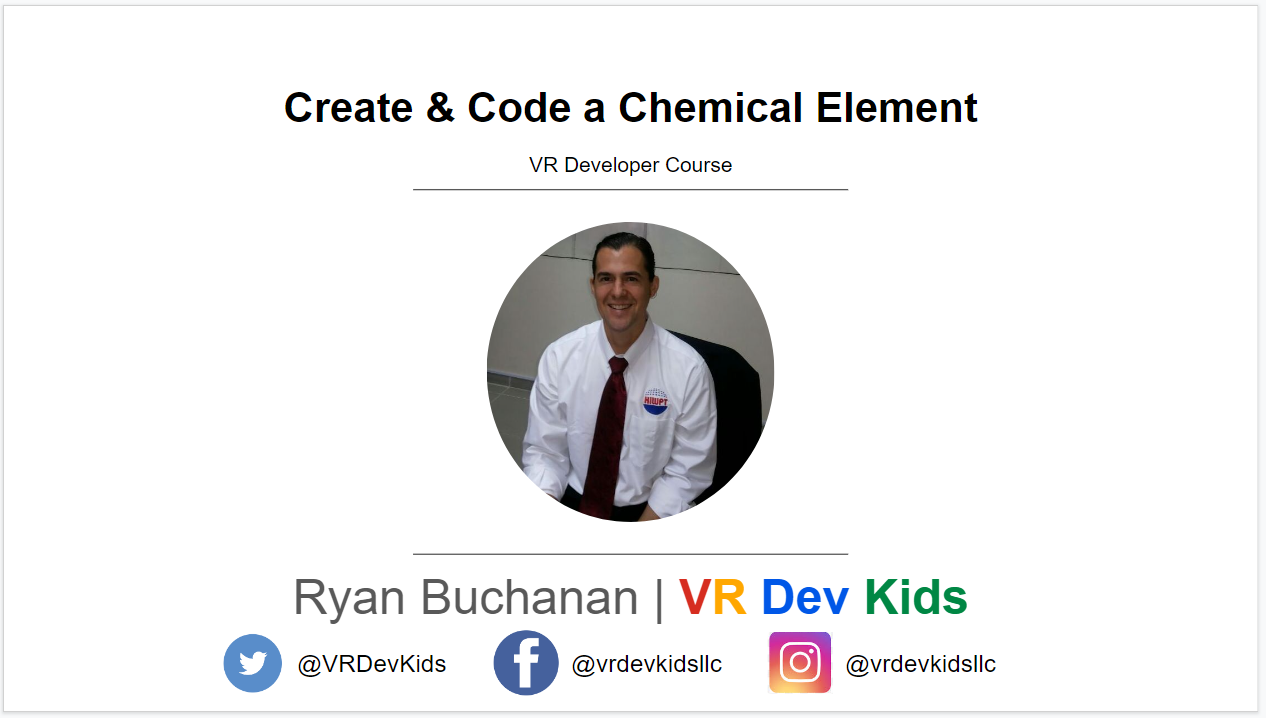 Create & Code a Chemical Element
VR Developer Course
HIWPT
Ryan Buchanan | VR Dev Kids
@VRDevKids @vrdevkidsllc @vrdevkidsllc